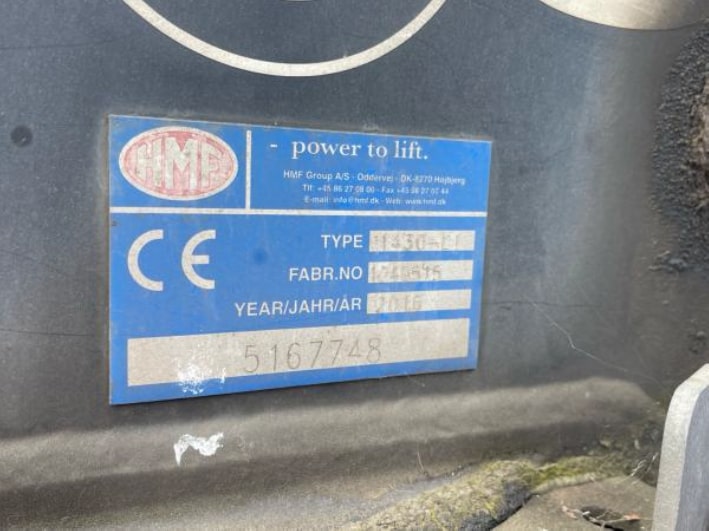 HMF
- power to lift.
HMF Group A/S - Oddervej - DK-8270 Højbjerg
E-mail: info@hmf.dk - Web: www.hmf.dk
CE
TYPE
FABR.NO
YEAR/JAHR/ÅR
5167748